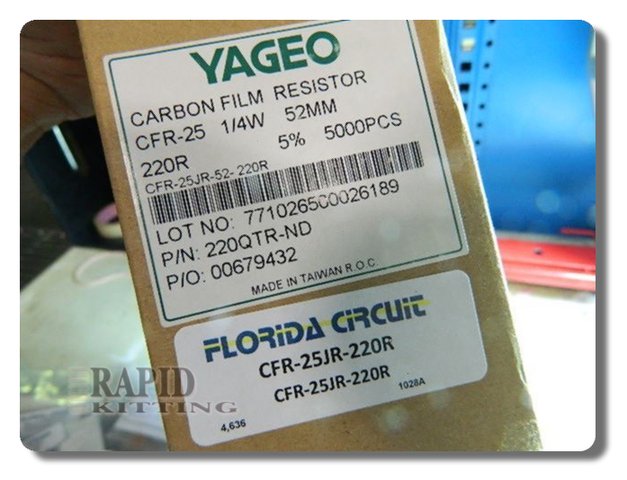 YAGEO
CARBON FILM RESISTOR
CFR-25 1/4W 52MM
220R 5% 5000PCS
CFR-25JR-52- 220R
LOT NO: 771026500026189
P/N: 220QTR-ND
P/O: 00679432
MADE IN TAIWAN R.O.C.
FLORIDA CIRCUIT
CFR-25JR-220R
CFR-25JR-220R
4,636 1028A
RAPID
KITTING